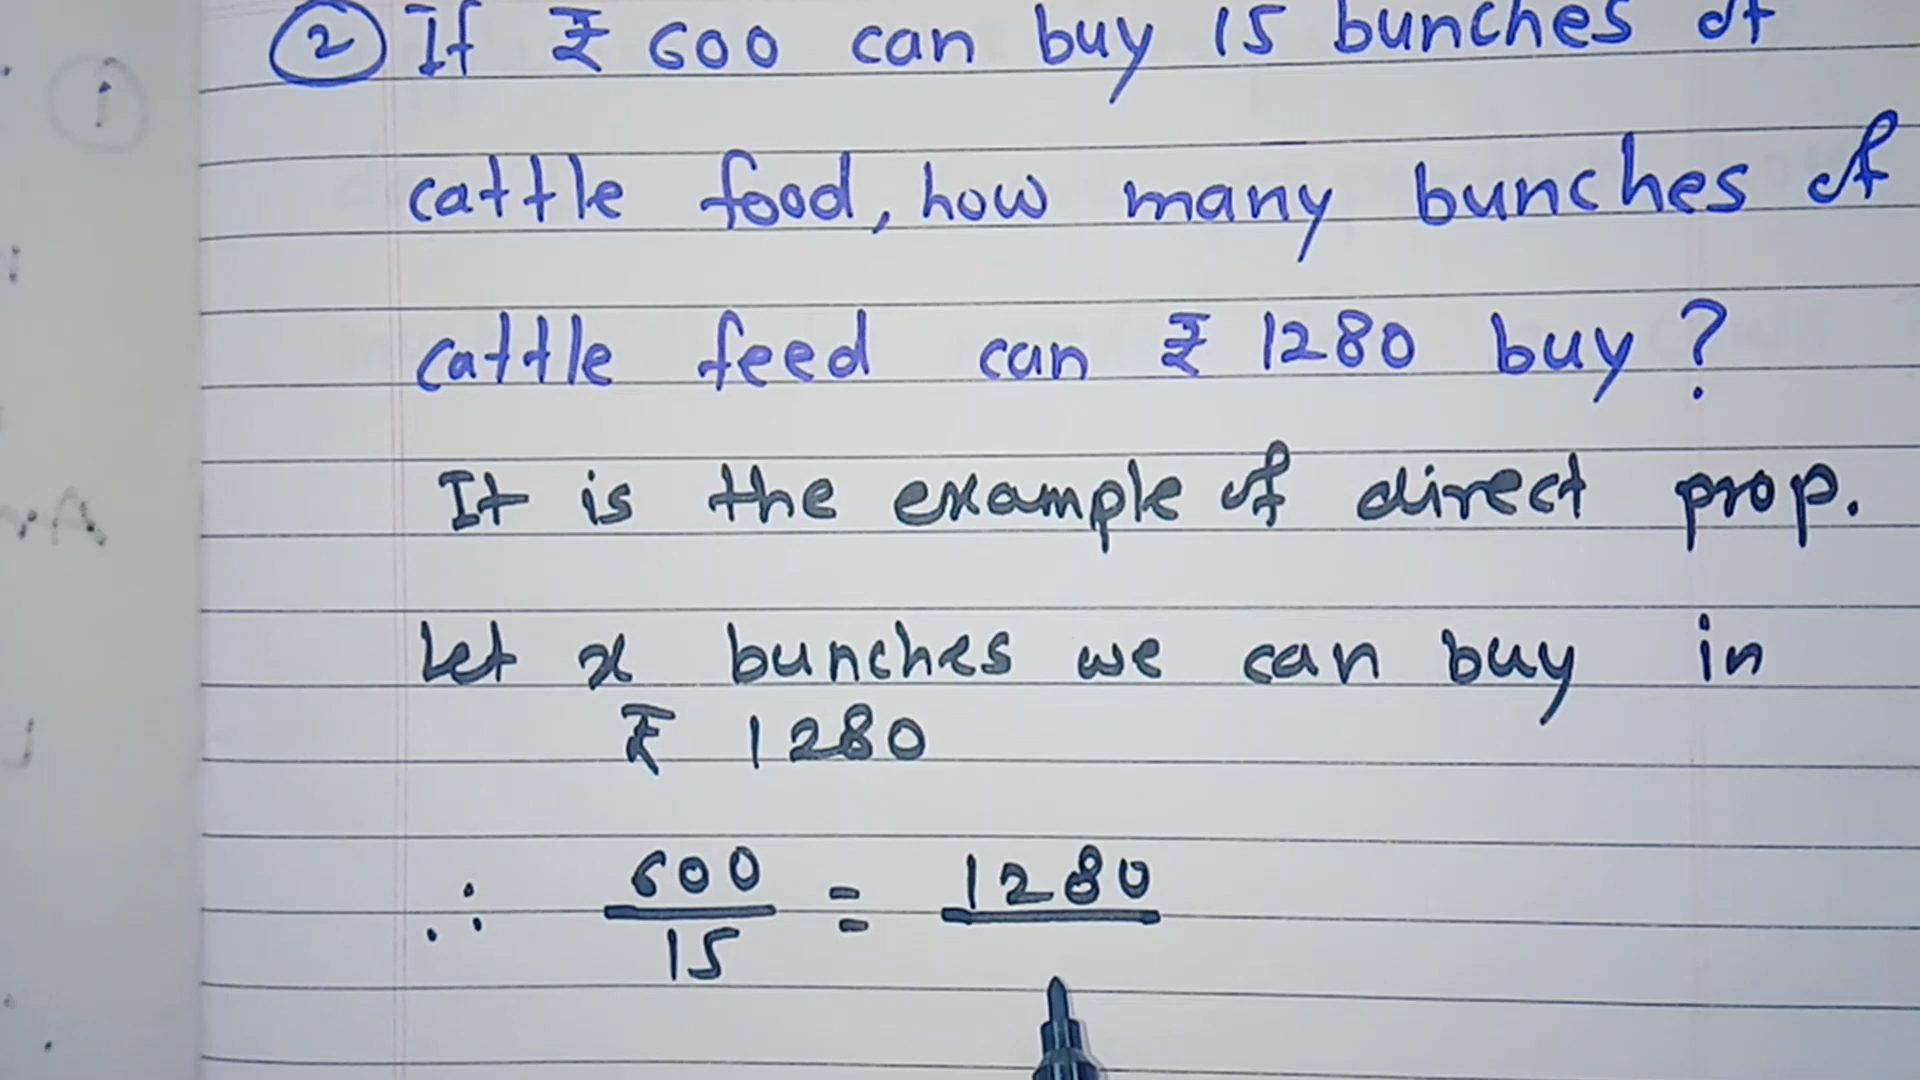 ② If ₹ 600 can buy 15 bunches of
cattle food, how many bunches of
cattle feed can ₹ 1280 buy?
It is the example of direct prop.
Let x bunches we can buy in
₹ 1280
∴ 600/15 = 1280/